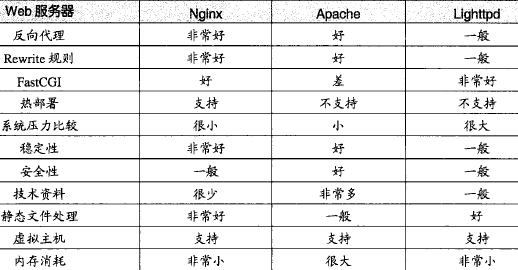 Web 服务器 Nginx Apache Lighttpd
反向代理 非常好 好 一般
Rewrite 规则 非常好 好 一般
FastCGI 好 差 非常好
热部署 支持 不支持 不支持
系统压力比较 很小 小 很大
稳定性 非常好 好 一般
安全性 一般 好 一般
技术资料 很少 非常多 一般
静态文件处理 非常好 一般 好
虚拟主机 支持 支持 支持
内存消耗 非常小 很大 非常小